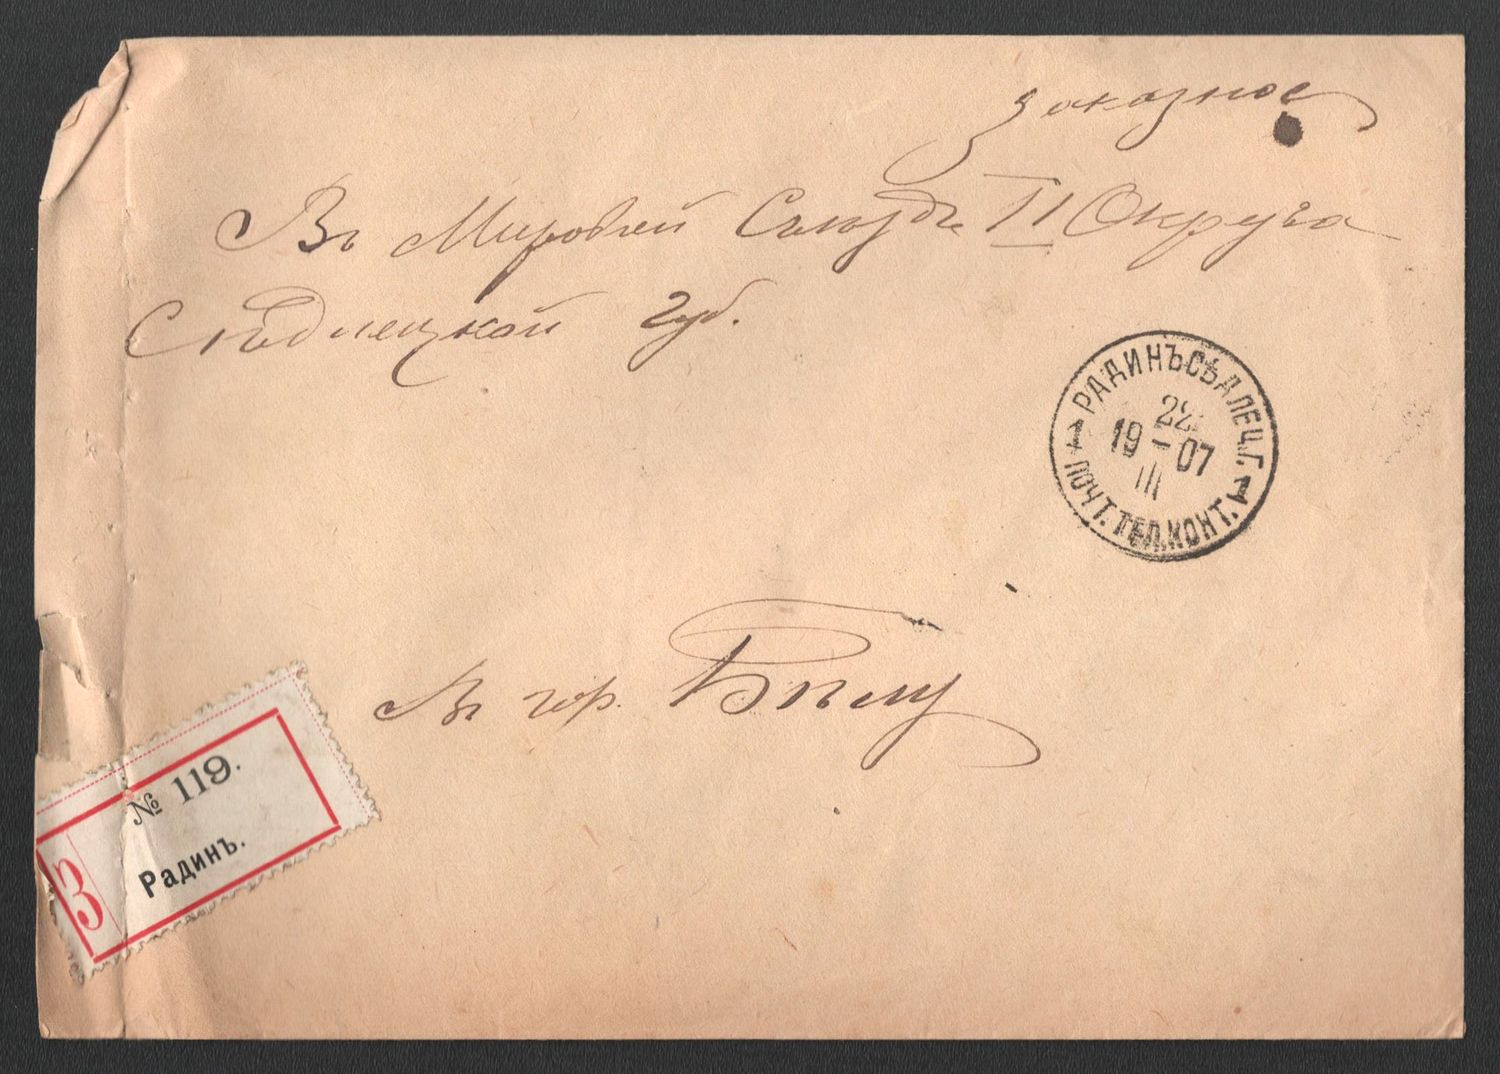 Заказное
Въ Мировой Съездъ II Округа
Сѣдлецкой губ.
РАДИНЪ СѢДЛЕЦ. Г.
22
19-07
III
ПОЧТ. ТЕЛ. КОНТ.
Въ гор. Бѣлу
№ 119.
Радинъ.
З